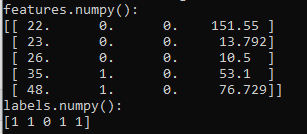 features.numpy():
[[ 22. 0. 0. 151.55 ]
[ 23. 0. 0. 13.792]
[ 26. 0. 0. 10.5 ]
[ 35. 1. 0. 53.1 ]
[ 48. 1. 0. 76.729]]
labels.numpy():
[1 1 0 1 1]